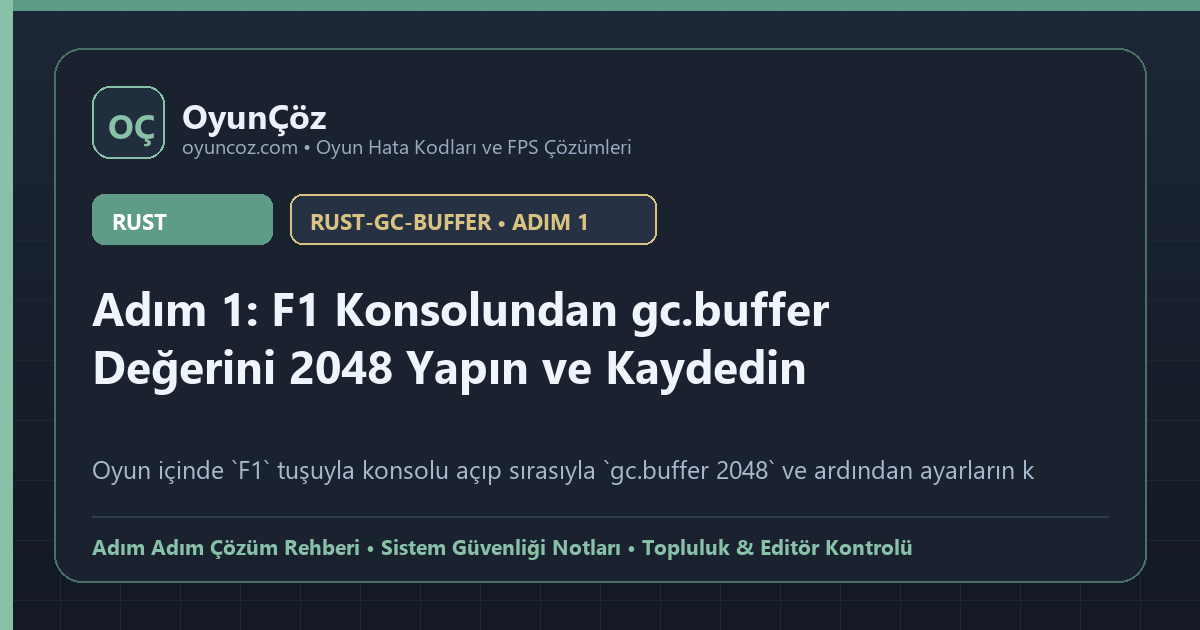 OÇ
OyunÇöz
oyuncoz.com • Oyun Hata Kodları ve FPS Çözümleri
RUST
RUST-GC-BUFFER • ADIM 1
Adım 1: F1 Konsolundan gc.buffer
Değerini 2048 Yapın ve Kaydedin
Oyun içinde `F1` tuşuyla konsolu açıp sırasıyla `gc.buffer 2048` ve ardından ayarların k
Adım Adım Çözüm Rehberi • Sistem Güvenliği Notları • Topluluk & Editör Kontrolü